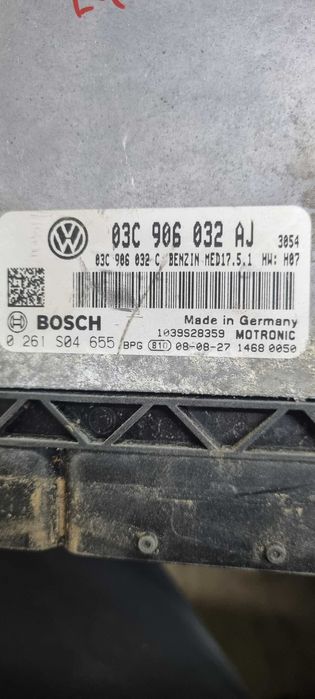 03C 906 032 AJ 3054
03C 906 032 C BENZIN MED17.5.1 HW: H07
BOSCH
Made in Germany
1039S28359 MOTRONIC
0 261 S04 655 BPG 810 08-08-27 1468 0050